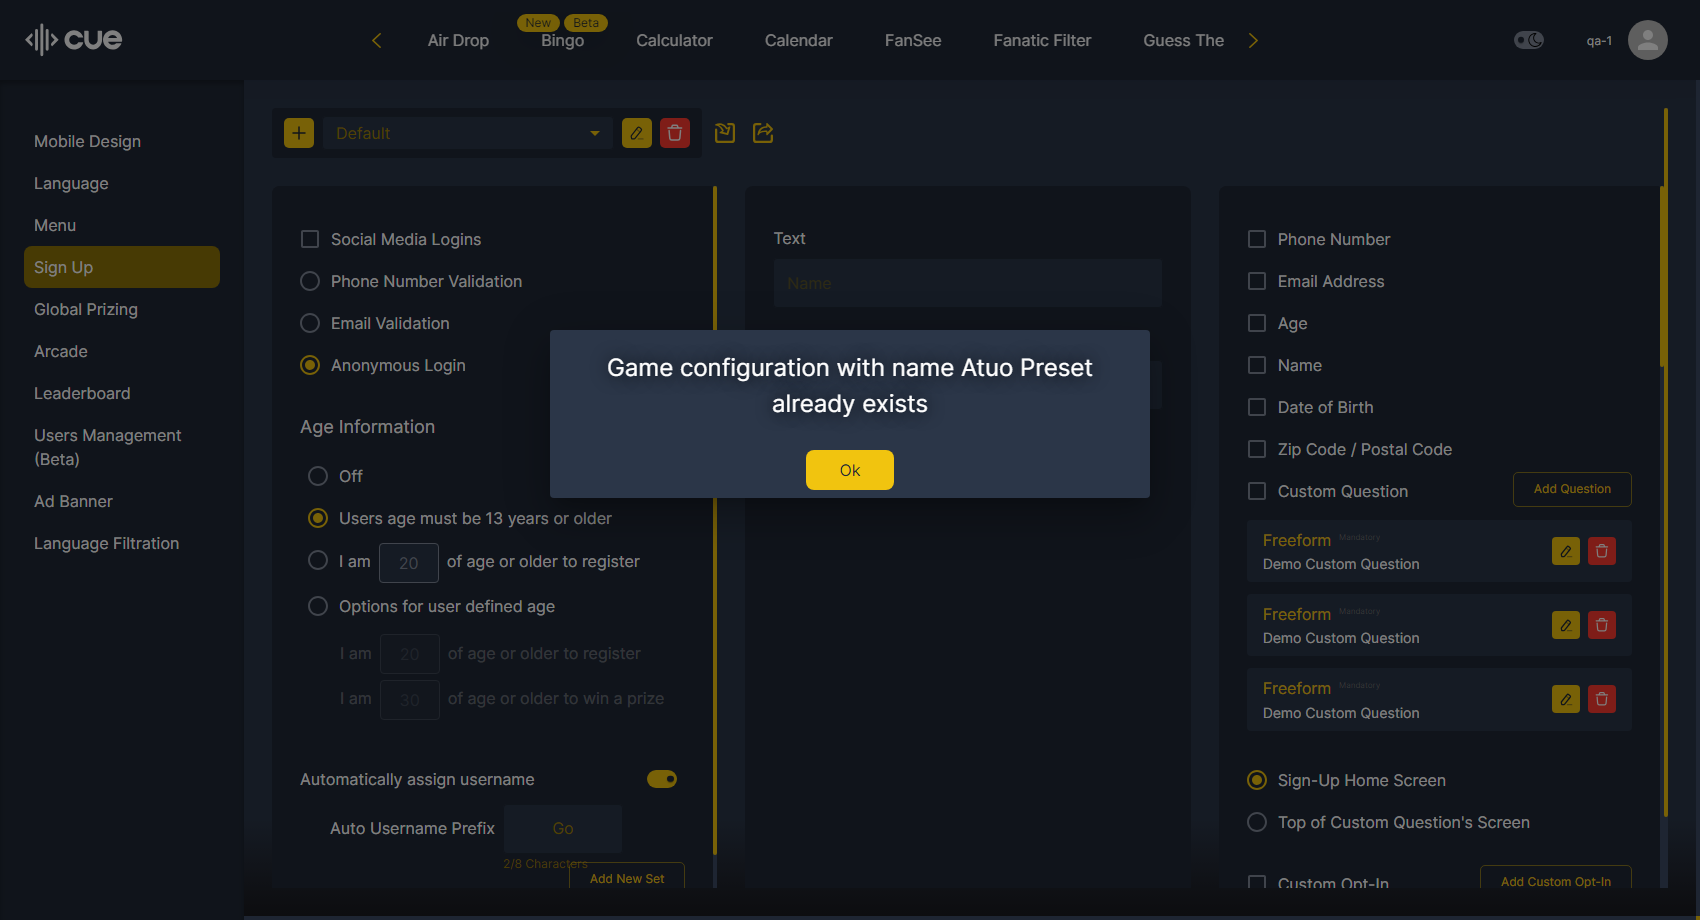 cue
Air Drop
New
Beta
Bingo
Calculator
Calendar
FanSee
Fanatic Filter
Guess The
qa-1
Mobile Design
Language
Menu
Sign Up
Global Prizing
Arcade
Leaderboard
Users Management
(Beta)
Ad Banner
Language Filtration
Default
Social Media Logins
Phone Number Validation
Email Validation
Anonymous Login
Age Information
Off
Users age must be 13 years or older
I am 20 of age or older to register
Options for user defined age
I am 20 of age or older to register
I am 30 of age or older to win a prize
Automatically assign username
Auto Username Prefix Go
2/8 Characters
Add New Set
Text
Name
Game configuration with name Atuo Preset
already exists
Ok
Phone Number
Email Address
Age
Name
Date of Birth
Zip Code / Postal Code
Custom Question
Add Question
Freeform Mandatory
Demo Custom Question
Freeform Mandatory
Demo Custom Question
Freeform Mandatory
Demo Custom Question
Sign-Up Home Screen
Top of Custom Question's Screen
Custom Opt-In
Add Custom Opt-In